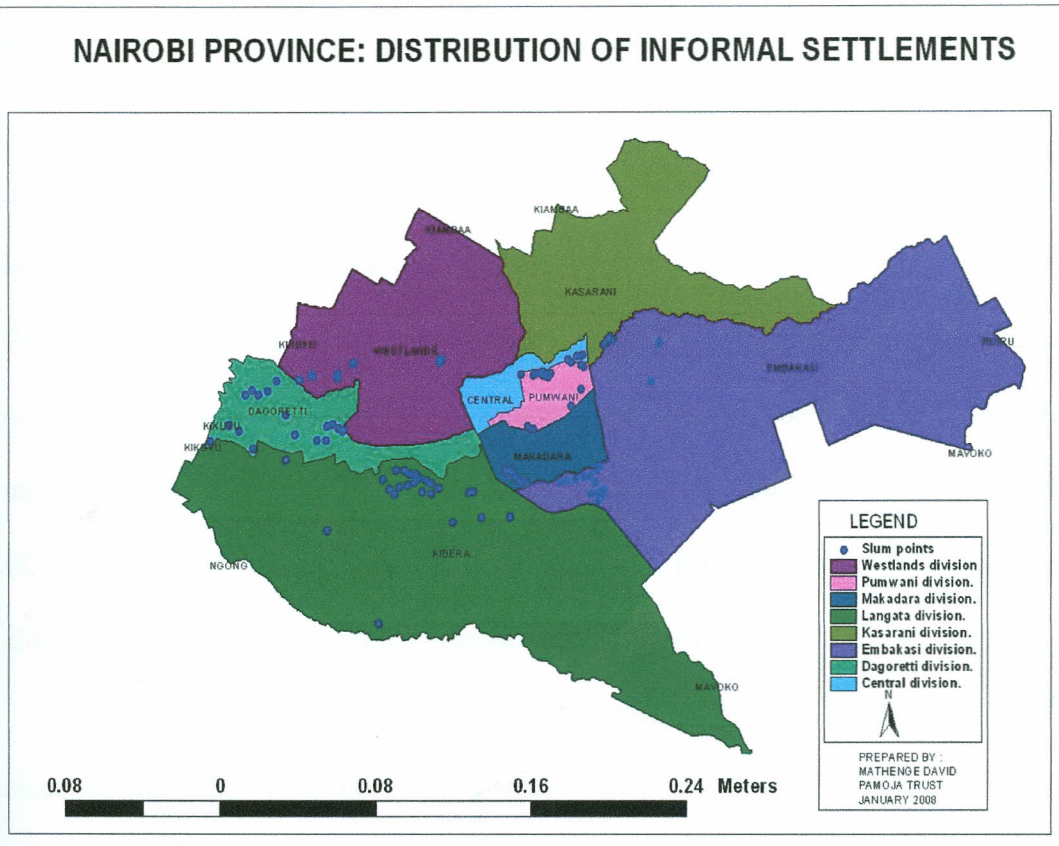 NAIROBI PROVINCE: DISTRIBUTION OF INFORMAL SETTLEMENTS
KIAMBAA
KIAMBAA
KASARANI
WESTLANDS
RUIRU
EMBAKASI
CENTRAL
PUMWANI
DAGORETTI
KIKUYU
KIKUYU
MAKADARA
MAVOKO
KIBERA
NGONG
MAVOKO
LEGEND
Slum points
Westlands division
Pumwani division.
Makadara division.
Langata division.
Kasarani division.
Embakasi division.
Dagoretti division.
Central division.
N
PREPARED BY :
MATHENGE DAVID
PAMOJA TRUST
JANUARY 2008
0.08 0 0.08 0.16 0.24 Meters